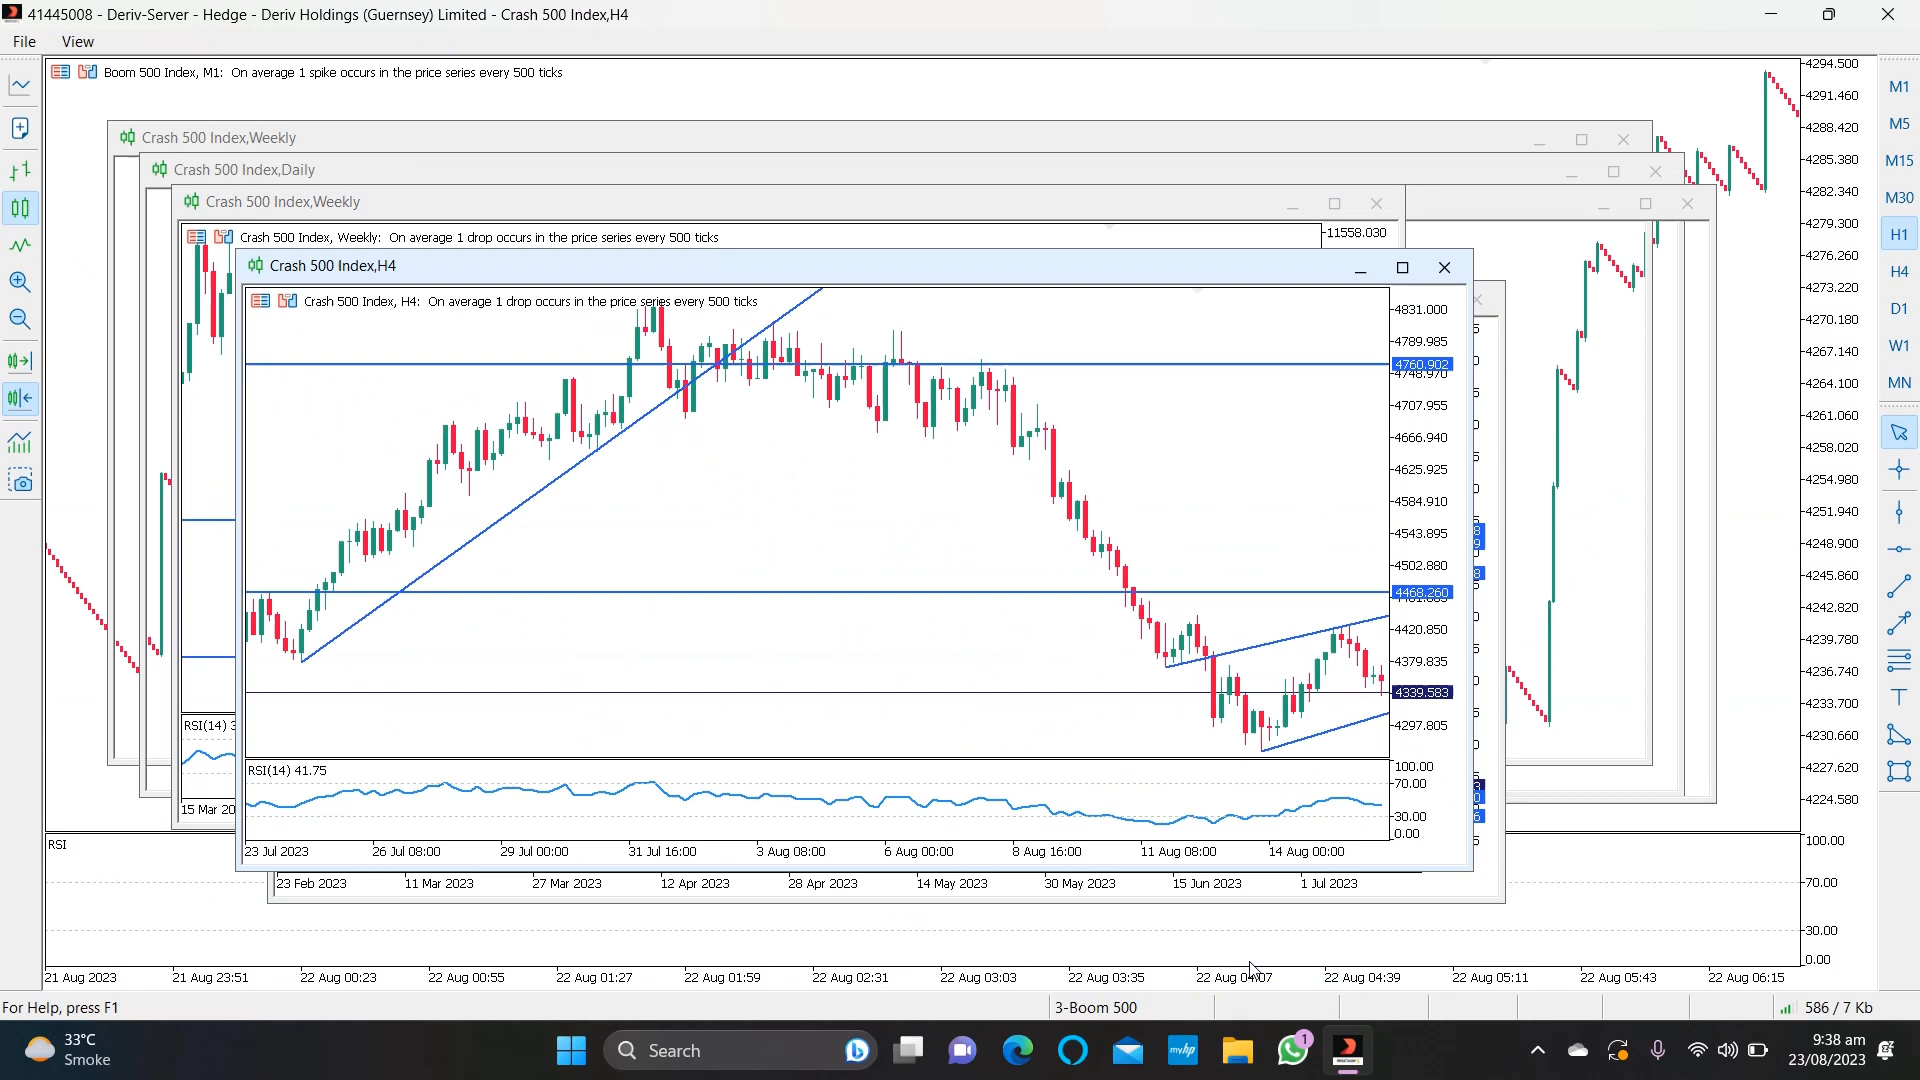 41445008 - Deriv-Server - Hedge - Deriv Holdings (Guernsey) Limited - Crash 500 Index,H4
File View
Boom 500 Index, M1: On average 1 spike occurs in the price series every 500 ticks
Crash 500 Index,Weekly
Crash 500 Index,Daily
Crash 500 Index,Weekly
Crash 500 Index, Weekly: On average 1 drop occurs in the price series every 500 ticks
11558.030
Crash 500 Index,H4
Crash 500 Index, H4: On average 1 drop occurs in the price series every 500 ticks
4831.000
4789.985
4760.902
4748.970
4707.955
4666.940
4625.925
4584.910
4543.895
4502.880
4468.260
4420.850
4379.835
4339.583
4297.805
RSI(14) 41.75
100.00
70.00
30.00
0.00
23 Jul 2023
26 Jul 08:00
29 Jul 00:00
31 Jul 16:00
3 Aug 08:00
6 Aug 00:00
8 Aug 16:00
11 Aug 08:00
14 Aug 00:00
RSI(14) 3
15 Mar 20
23 Feb 2023
11 Mar 2023
27 Mar 2023
12 Apr 2023
28 Apr 2023
14 May 2023
30 May 2023
15 Jun 2023
1 Jul 2023
4294.500
4291.460
4288.420
4285.380
4282.340
4279.300
4276.260
4273.220
4270.180
4267.140
4264.100
4261.060
4258.020
4254.980
4251.940
4248.900
4245.860
4242.820
4239.780
4236.740
4233.700
4230.660
4227.620
4224.580
M1
M5
M15
M30
H1
H4
D1
W1
MN
RSI
100.00
70.00
30.00
0.00
21 Aug 2023
21 Aug 23:51
22 Aug 00:23
22 Aug 00:55
22 Aug 01:27
22 Aug 01:59
22 Aug 02:31
22 Aug 03:03
22 Aug 03:35
22 Aug 04:07
22 Aug 04:39
22 Aug 05:11
22 Aug 05:43
22 Aug 06:15
For Help, press F1
3-Boom 500
586 / 7 Kb
33°C
Smoke
Search
myhp
1
9:38 am
23/08/2023